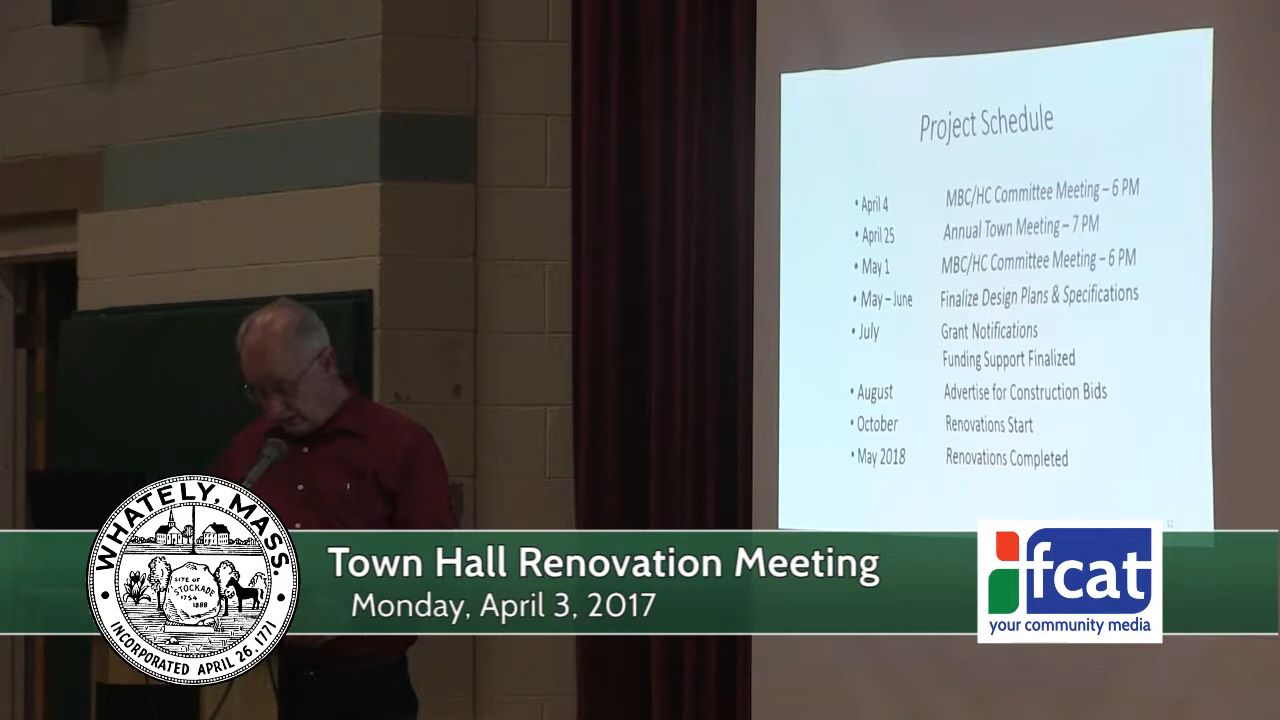 Project Schedule
• April 4 MBC/HC Committee Meeting – 6 PM
• April 25 Annual Town Meeting – 7 PM
• May 1 MBC/HC Committee Meeting – 6 PM
• May – June Finalize Design Plans & Specifications
• July Grant Notifications
Funding Support Finalized
• August Advertise for Construction Bids
• October Renovations Start
• May 2018 Renovations Completed
12
WHATELY, MASS.
SITE OF
STOCKADE
1754
1888
INCORPORATED APRIL 26, 1771
Town Hall Renovation Meeting
Monday, April 3, 2017
fcat
your community media